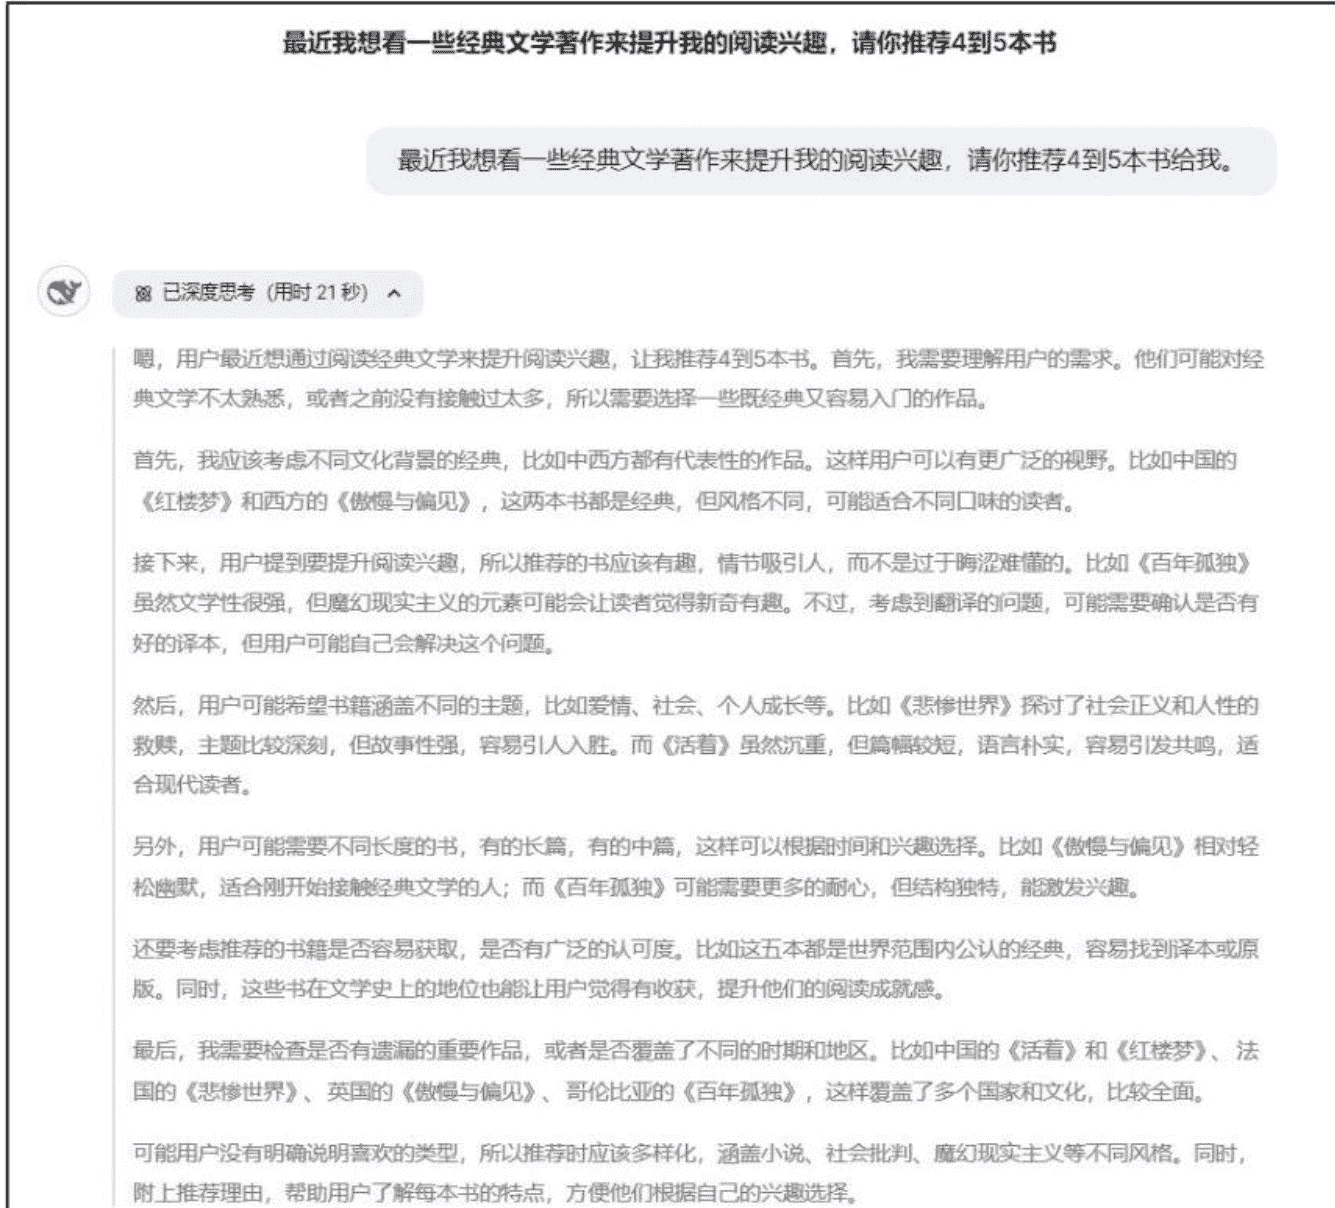 最近我想看一些经典文学著作来提升我的阅读兴趣，请你推荐4到5本书
最近我想看一些经典文学著作来提升我的阅读兴趣，请你推荐4到5本书给我。
已深度思考（用时 21 秒）
嗯，用户最近想通过阅读经典文学来提升阅读兴趣，让我推荐4到5本书。首先，我需要理解用户的需求。他们可能对经
典文学不太熟悉，或者之前没有接触过太多，所以需要选择一些既经典又容易入门的作品。
首先，我应该考虑不同文化背景的经典，比如中西方都有代表性的作品。这样用户可以有更广泛的视野。比如中国的
《红楼梦》和西方的《傲慢与偏见》，这两本书都是经典，但风格不同，可能适合不同口味的读者。
接下来，用户提到要提升阅读兴趣，所以推荐的书应该有趣，情节吸引人，而不是过于晦涩难懂的。比如《百年孤独》
虽然文学性很强，但魔幻现实主义的元素可能会让读者觉得新奇有趣。不过，考虑到翻译的问题，可能需要确认是否有
好的译本，但用户可能自己会解决这个问题。
然后，用户可能希望书籍涵盖不同的主题，比如爱情、社会、个人成长等。比如《悲惨世界》探讨了社会正义和人性的
救赎，主题比较深刻，但故事性强，容易引人入胜。而《活着》虽然沉重，但篇幅较短，语言朴实，容易引发共鸣，适
合现代读者。
另外，用户可能需要不同长度的书，有的长篇，有的中篇，这样可以根据时间和兴趣选择。比如《傲慢与偏见》相对轻
松幽默，适合刚开始接触经典文学的人；而《百年孤独》可能需要更多的耐心，但结构独特，能激发兴趣。
还要考虑推荐的书籍是否容易获取，是否有广泛的认可度。比如这五本都是世界范围内公认的经典，容易找到译本或原
版。同时，这些书在文学史上的地位也能让用户觉得有收获，提升他们的阅读成就感。
最后，我需要检查是否有遗漏的重要作品，或者是否覆盖了不同的时期和地区。比如中国的《活着》和《红楼梦》、法
国的《悲惨世界》、英国的《傲慢与偏见》、哥伦比亚的《百年孤独》，这样覆盖了多个国家和文化，比较全面。
可能用户没有明确说明喜欢的类型，所以推荐时应该多样化，涵盖小说、社会批判、魔幻现实主义等不同风格。同时，
附上推荐理由，帮助用户了解每本书的特点，方便他们根据自己的兴趣选择。